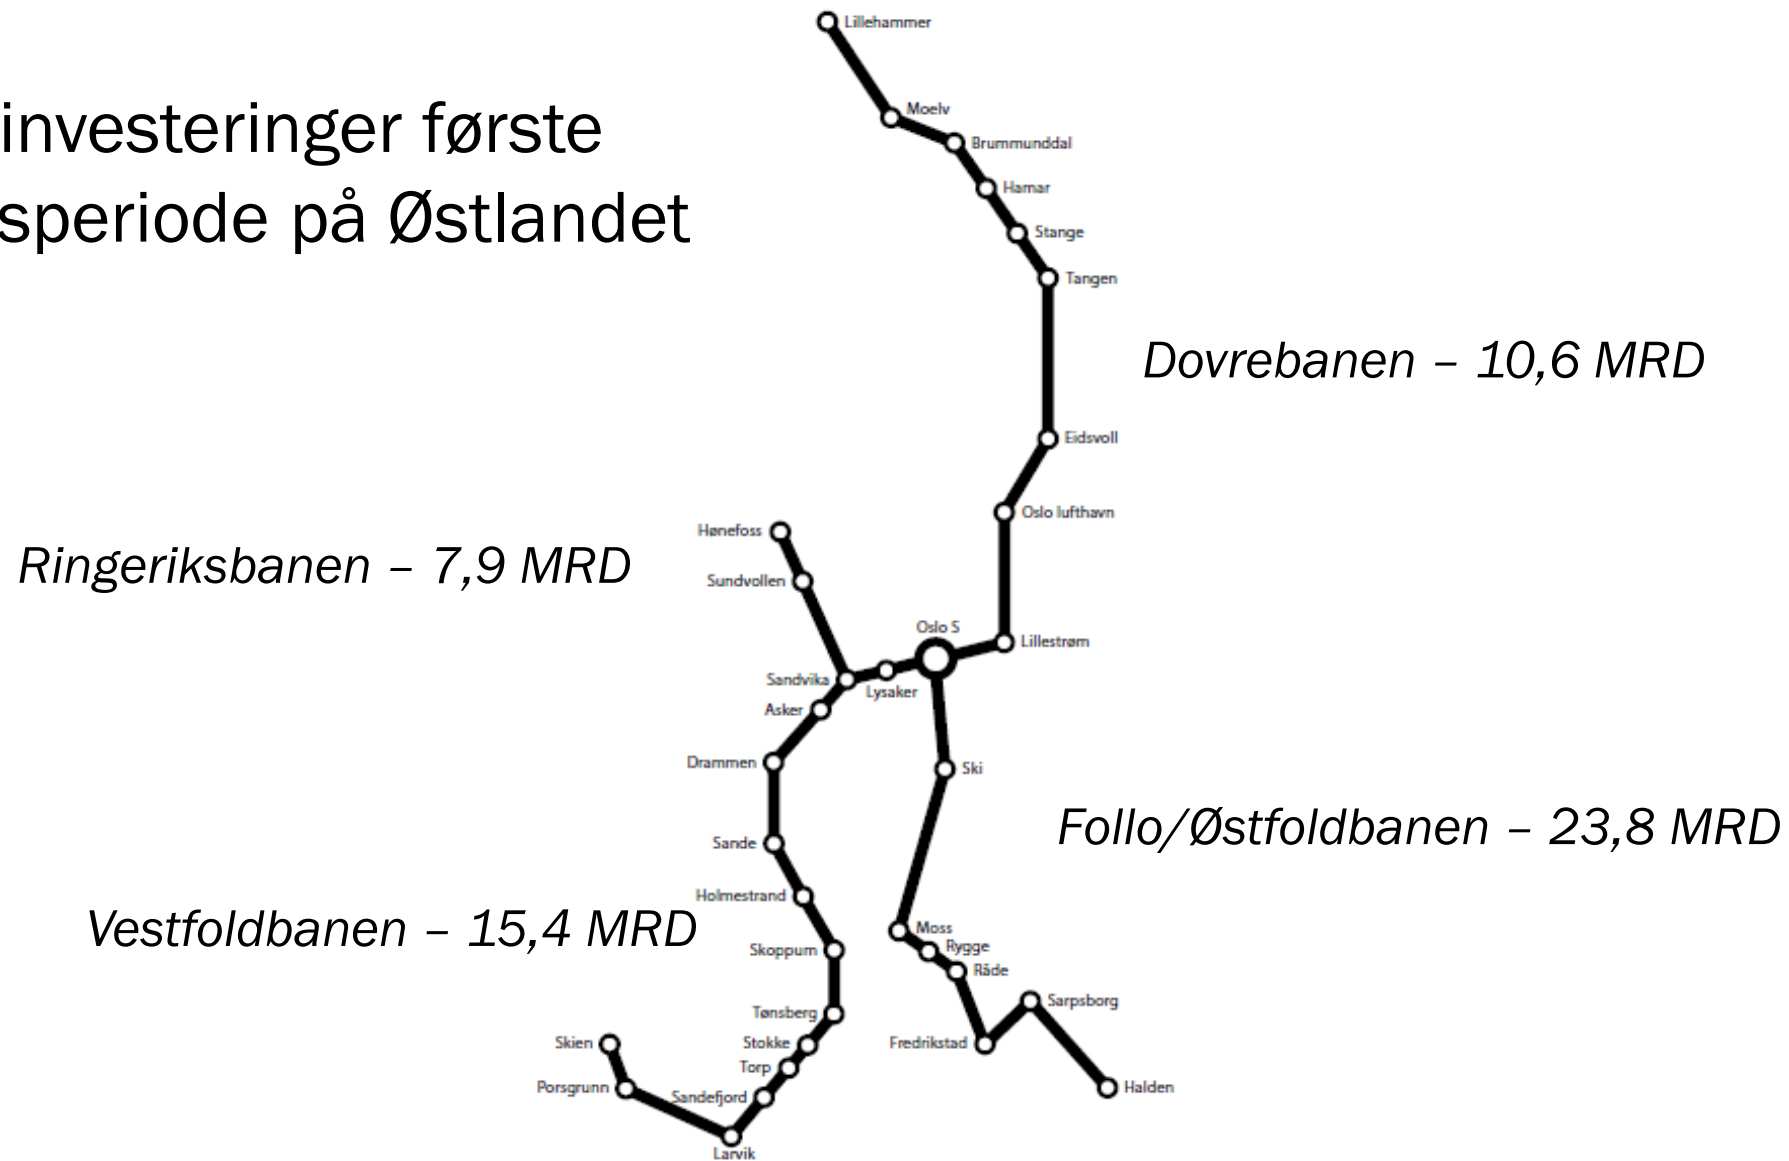 investeringer første
speriode på Østlandet
Lillehammer
Moelv
Brummunddal
Hamar
Stange
Tangen
Dovrebanen – 10,6 MRD
Eidsvoll
Oslo lufthavn
Hønefoss
Ringeriksbanen – 7,9 MRD
Sundvollen
Oslo S
Lillestrøm
Sandvika
Lysaker
Asker
Drammen
Ski
Follo/Østfoldbanen – 23,8 MRD
Sande
Holmestrand
Vestfoldbanen – 15,4 MRD
Moss
Rygge
Skoppum
Råde
Sarpsborg
Tønsberg
Skien
Stokke
Fredrikstad
Torp
Porsgrunn
Sandefjord
Halden
Larvik